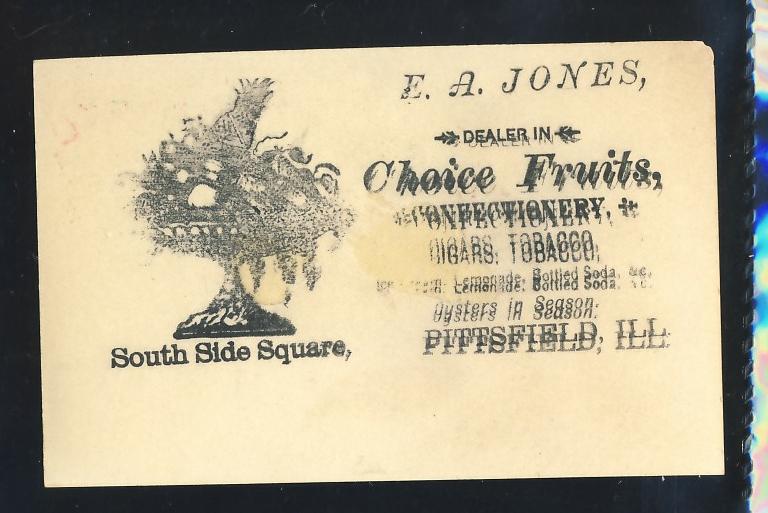 E. A. JONES,
DEALER IN
Choice Fruits,
CONFECTIONERY,
CIGARS, TOBACCO,
Lemonade, Bottled Soda, &c.
Oysters in Season.
PITTSFIELD, ILL.
South Side Square,